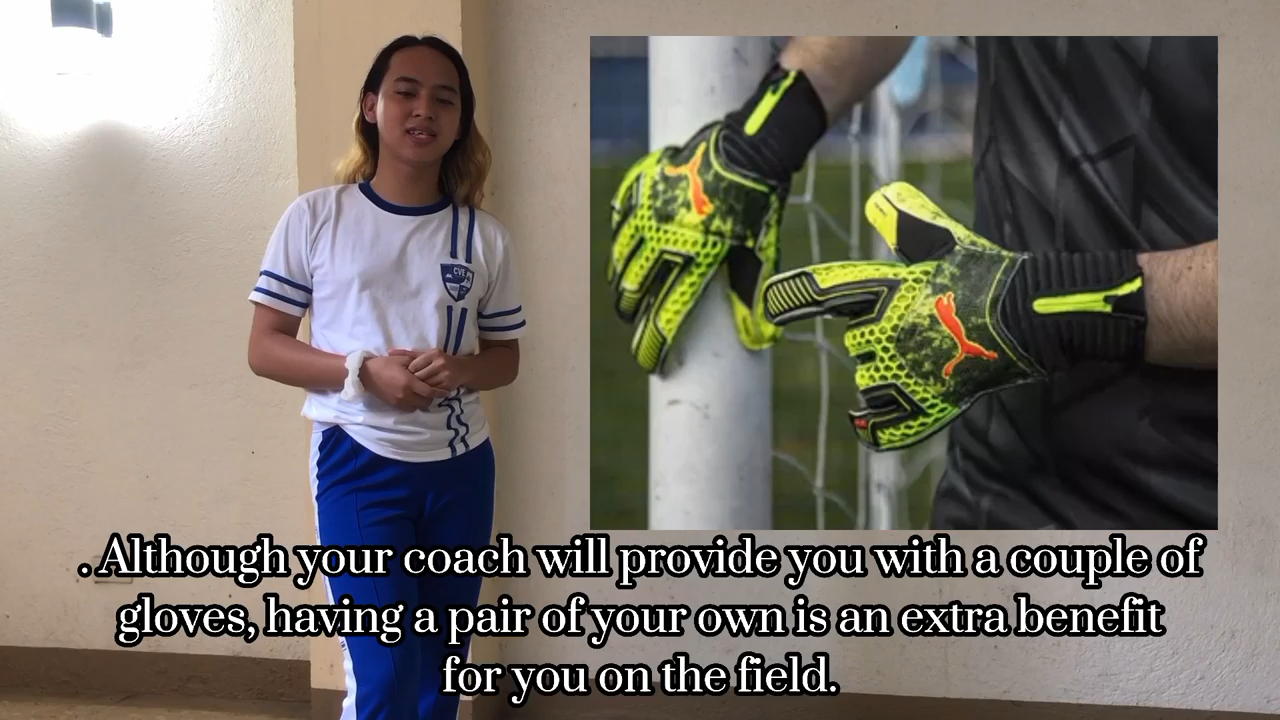 CVE
. Although your coach will provide you with a couple of
gloves, having a pair of your own is an extra benefit
for you on the field.